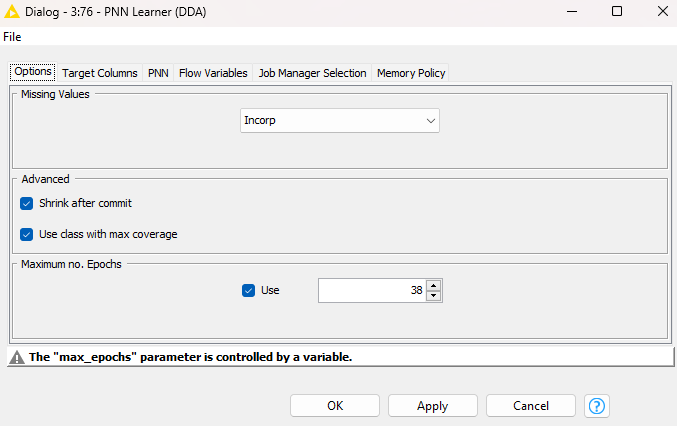 Dialog - 3:76 - PNN Learner (DDA)
File
Options Target Columns PNN Flow Variables Job Manager Selection Memory Policy
Missing Values
Incorp
Advanced
Shrink after commit
Use class with max coverage
Maximum no. Epochs
Use 38
The "max_epochs" parameter is controlled by a variable.
OK Apply Cancel ?